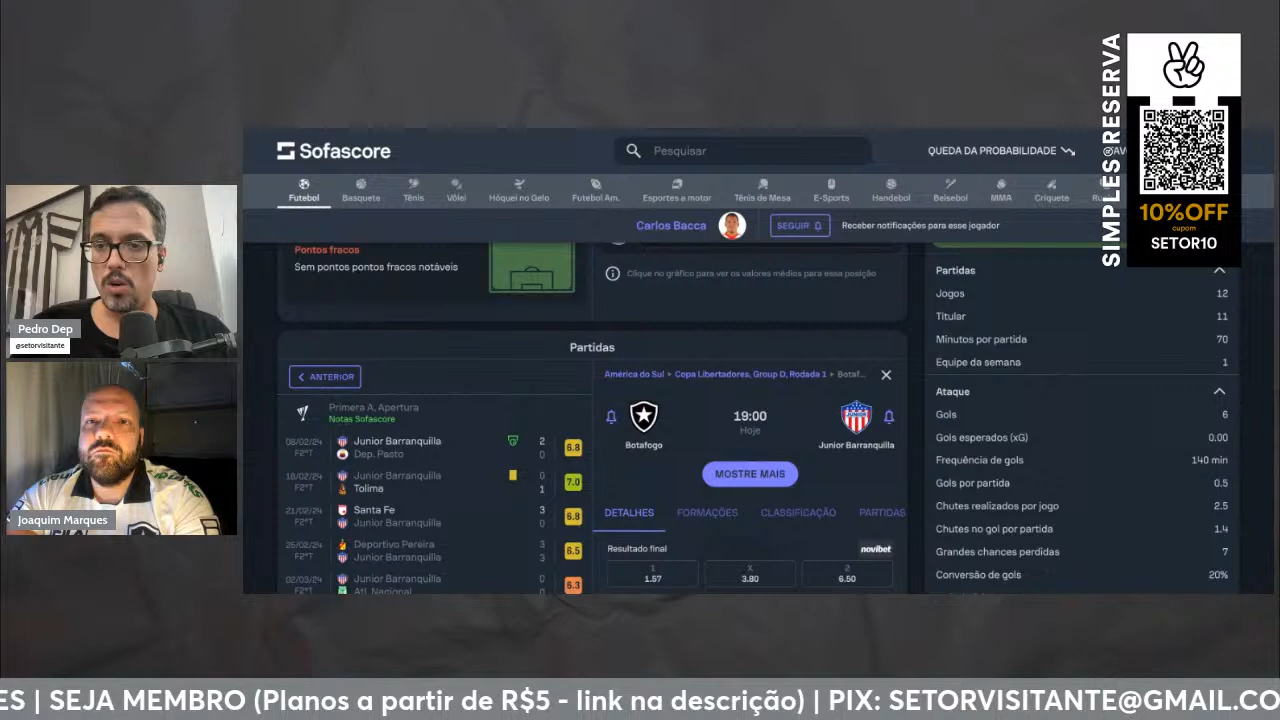 SIMPLES RESERVA
10%OFF
cupom
SETOR10
Sofascore
Pesquisar
QUEDA DA PROBABILIDADE
Futebol
Basquete
Tênis
Vôlei
Hóquei no Gelo
Futebol Am.
Esportes a motor
Tênis de Mesa
E-Sports
Handebol
Beisebol
MMA
Críquete
Carlos Bacca
SEGUIR
Receber notificações para esse jogador
Pontos fracos
Sem pontos pontos fracos notáveis
Clique no gráfico para ver os valores médios para essa posição
Partidas
ANTERIOR
Primera A, Apertura
Notas Sofascore
08/02/24 Junior Barranquilla 2
F2°T Dep. Pasto 0
6.8
18/02/24 Junior Barranquilla 0
F2°T Tolima 1
7.0
21/02/24 Santa Fe 3
F2°T Junior Barranquilla 0
6.8
25/02/24 Deportivo Pereira 3
F2°T Junior Barranquilla 3
6.5
02/03/24 Junior Barranquilla 0
F2°T Atl. Nacional 0
6.3
América do Sul > Copa Libertadores, Group D, Rodada 1 > Botaf...
19:00
Hoje
Botafogo
Junior Barranquilla
MOSTRE MAIS
DETALHES
FORMAÇÕES
CLASSIFICAÇÃO
PARTIDAS
Resultado final
novibet
1
1.57
X
3.80
2
6.50
Partidas
Jogos 12
Titular 11
Minutos por partida 70
Equipe da semana 1
Ataque
Gols 6
Gols esperados (xG) 0.00
Frequência de gols 140 min
Gols por partida 0.5
Chutes realizados por jogo 2.5
Chutes no gol por partida 1.4
Grandes chances perdidas 7
Conversão de gols 20%
Pedro Dep
@setorvisitante
Joaquim Marques
ES | SEJA MEMBRO (Planos a partir de R$5 - link na descrição) | PIX: SETORVISITANTE@GMAIL.CO